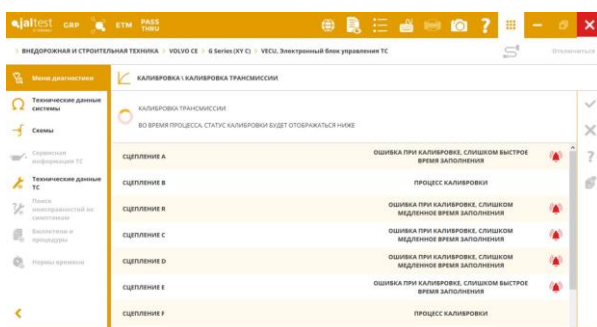 jaltest GRP ETM PASS THRU
ВНЕДОРОЖНАЯ И СТРОИТЕЛЬНАЯ ТЕХНИКА > VOLVO CE > G Series (XY C) > VECU. Электронный блок управления ТС
Отключиться
Меню диагностики
КАЛИБРОВКА \ КАЛИБРОВКА ТРАНСМИССИИ
Технические данные системы
Схемы
Сервисная информация ТС
Технические данные ТС
Поиск неисправностей по симптомам
Бюллетени и процедуры
Нормы времени
КАЛИБРОВКА ТРАНСМИССИИ
ВО ВРЕМЯ ПРОЦЕССА, СТАТУС КАЛИБРОВКИ БУДЕТ ОТОБРАЖАТЬСЯ НИЖЕ
СЦЕПЛЕНИЕ A ОШИБКА ПРИ КАЛИБРОВКЕ, СЛИШКОМ БЫСТРОЕ ВРЕМЯ ЗАПОЛНЕНИЯ
СЦЕПЛЕНИЕ B ПРОЦЕСС КАЛИБРОВКИ
СЦЕПЛЕНИЕ R ОШИБКА ПРИ КАЛИБРОВКЕ, СЛИШКОМ МЕДЛЕННОЕ ВРЕМЯ ЗАПОЛНЕНИЯ
СЦЕПЛЕНИЕ C ОШИБКА ПРИ КАЛИБРОВКЕ, СЛИШКОМ МЕДЛЕННОЕ ВРЕМЯ ЗАПОЛНЕНИЯ
СЦЕПЛЕНИЕ D ОШИБКА ПРИ КАЛИБРОВКЕ, СЛИШКОМ МЕДЛЕННОЕ ВРЕМЯ ЗАПОЛНЕНИЯ
СЦЕПЛЕНИЕ E ОШИБКА ПРИ КАЛИБРОВКЕ, СЛИШКОМ БЫСТРОЕ ВРЕМЯ ЗАПОЛНЕНИЯ
СЦЕПЛЕНИЕ F ПРОЦЕСС КАЛИБРОВКИ